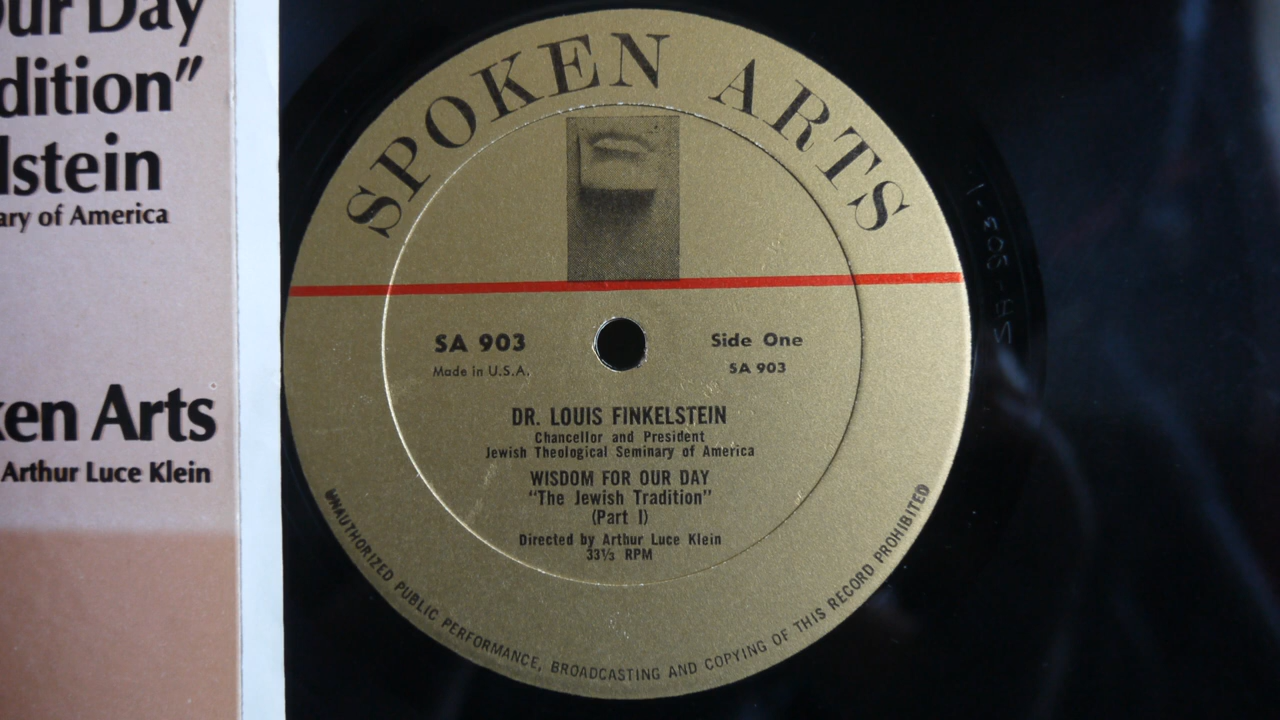 our Day
dition”
lstein
ary of America
ken Arts
Arthur Luce Klein
SPOKEN ARTS
SA 903
Made in U.S.A.
Side One
SA 903
DR. LOUIS FINKELSTEIN
Chancellor and President
Jewish Theological Seminary of America
WISDOM FOR OUR DAY
“The Jewish Tradition”
(Part I)
Directed by Arthur Luce Klein
33⅓ RPM
UNAUTHORIZED PUBLIC PERFORMANCE, BROADCASTING AND COPYING OF THIS RECORD PROHIBITED
SA-903-1